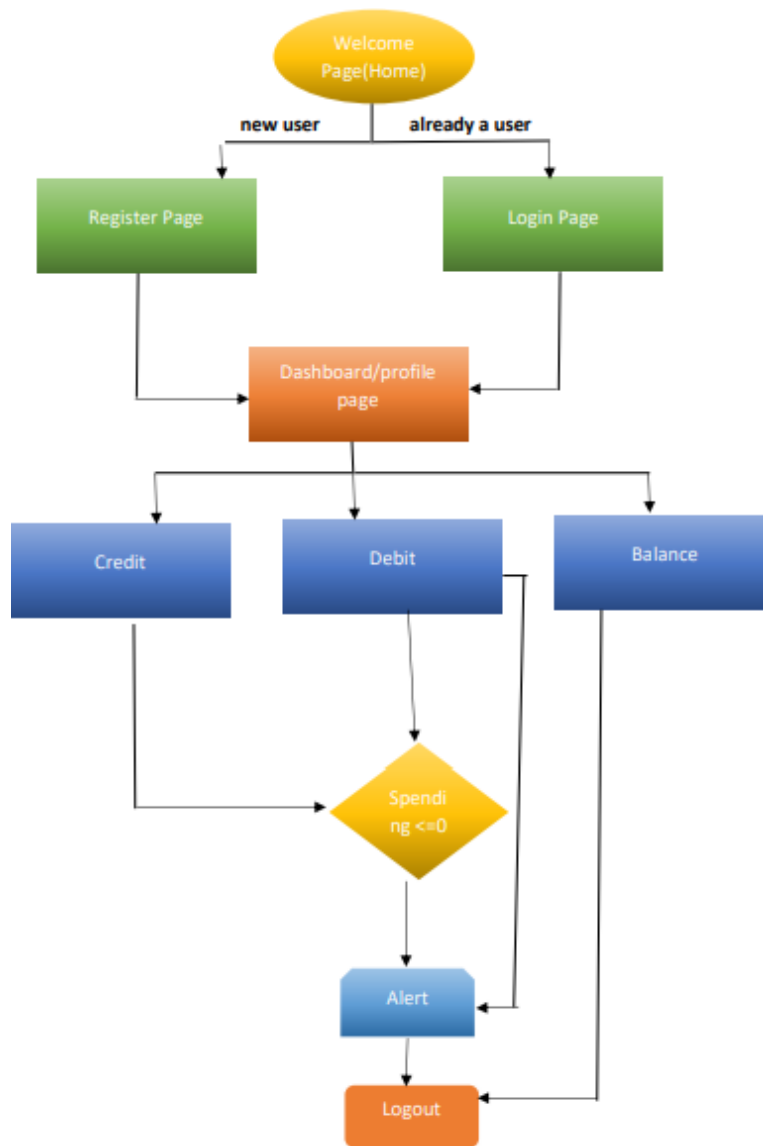 Welcome
Page(Home)
new user
already a user
Register Page
Login Page
Dashboard/profile
page
Credit
Debit
Balance
Spendi
ng <=0
Alert
Logout